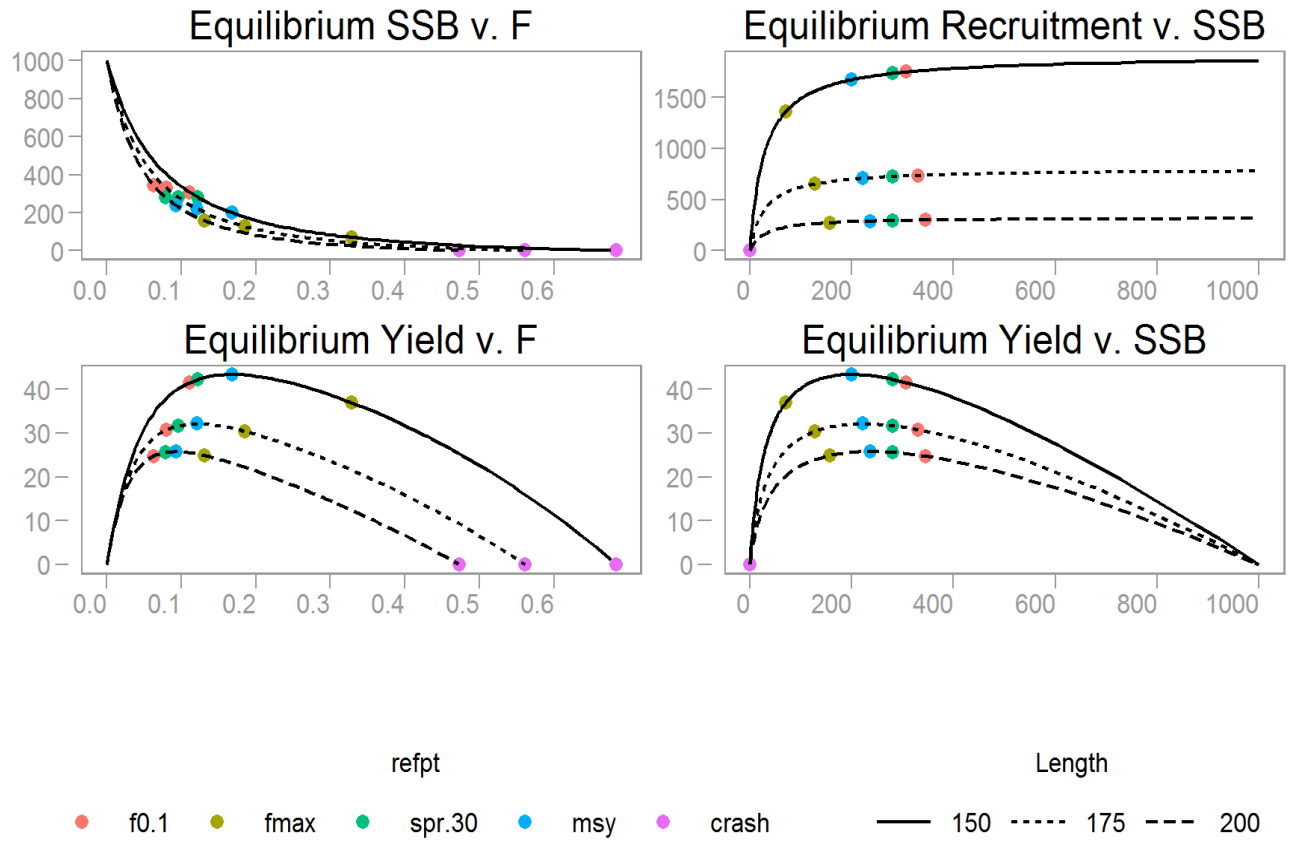 Equilibrium SSB v. F
1000
800
600
400
200
0
0.0 0.1 0.2 0.3 0.4 0.5 0.6
Equilibrium Recruitment v. SSB
1500
1000
500
0
0 200 400 600 800 1000
Equilibrium Yield v. F
40
30
20
10
0
0.0 0.1 0.2 0.3 0.4 0.5 0.6
Equilibrium Yield v. SSB
40
30
20
10
0
0 200 400 600 800 1000
refpt
f0.1 fmax spr.30 msy crash
Length
150 175 200